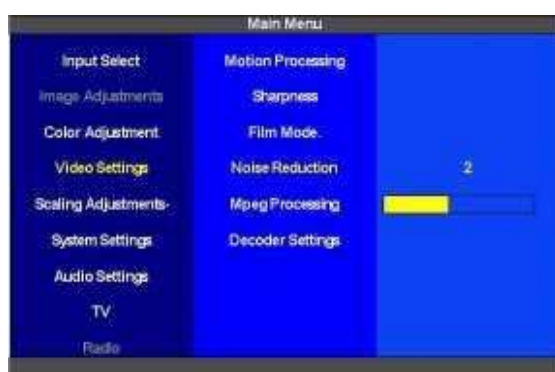 Main Menu
Input Select
Image Adjustments
Color Adjustment
Video Settings
Scaling Adjustments-
System Settings
Audio Settings
TV
Radio
Motion Processing
Sharpness
Film Mode.
Noise Reduction
Mpeg Processing
Decoder Settings
2